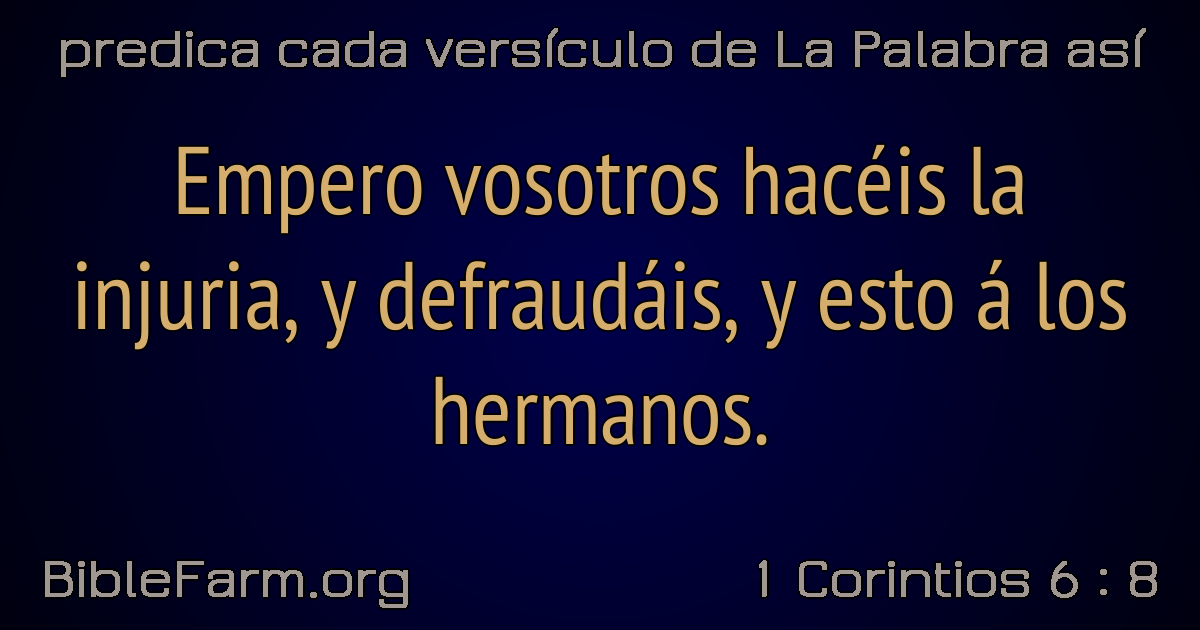 predica cada versículo de La Palabra así
Empero vosotros hacéis la
injuria, y defraudáis, y esto á los
hermanos.
BibleFarm.org
1 Corintios 6 : 8